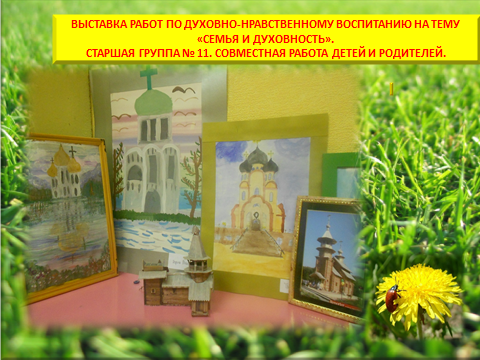 ВЫСТАВКА РАБОТ ПО ДУХОВНО-НРАВСТВЕННОМУ ВОСПИТАНИЮ НА ТЕМУ
«СЕМЬЯ И ДУХОВНОСТЬ».
СТАРШАЯ ГРУППА № 11. СОВМЕСТНАЯ РАБОТА ДЕТЕЙ И РОДИТЕЛЕЙ.